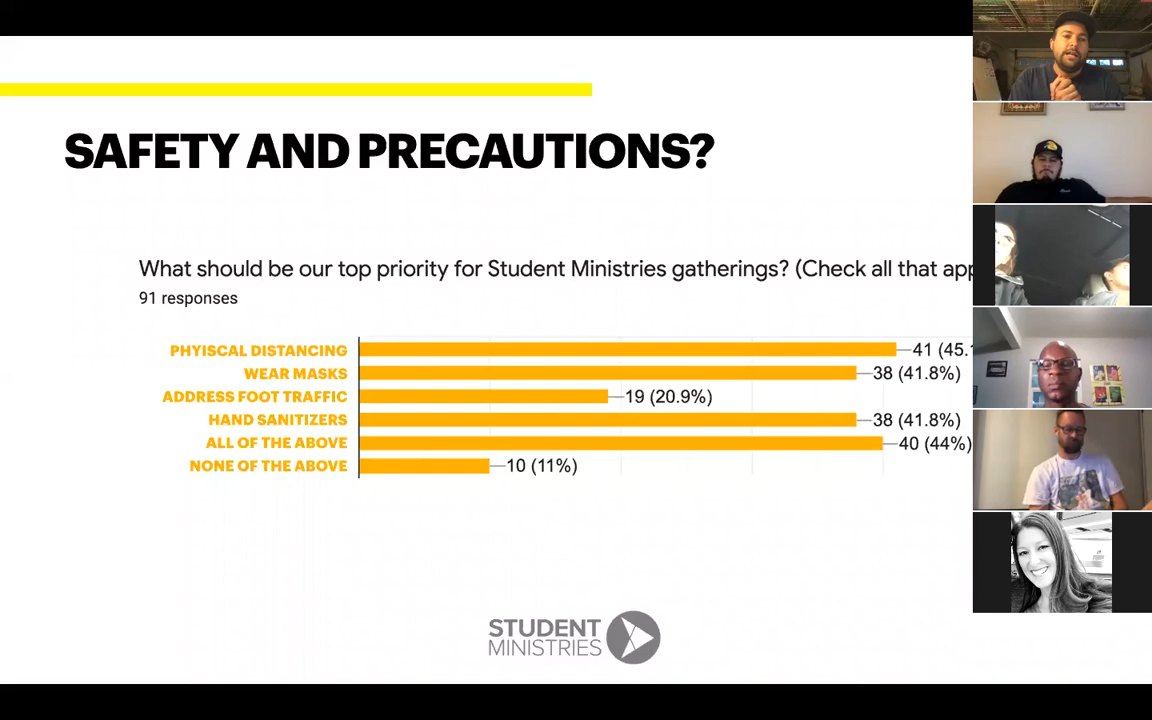 SAFETY AND PRECAUTIONS?
What should be our top priority for Student Ministries gatherings? (Check all that app
91 responses
PHYISCAL DISTANCING 41 (45.1
WEAR MASKS 38 (41.8%)
ADDRESS FOOT TRAFFIC 19 (20.9%)
HAND SANITIZERS 38 (41.8%)
ALL OF THE ABOVE 40 (44%)
NONE OF THE ABOVE 10 (11%)
STUDENT
MINISTRIES